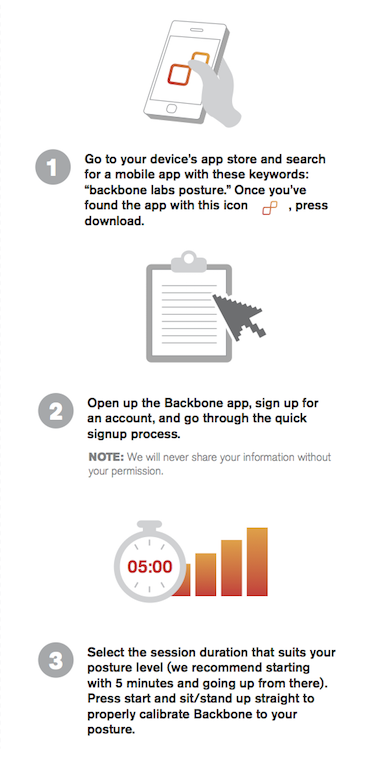 1
Go to your device's app store and search
for a mobile app with these keywords:
“backbone labs posture.” Once you've
found the app with this icon , press
download.
2
Open up the Backbone app, sign up for
an account, and go through the quick
signup process.
NOTE: We will never share your information without
your permission.
05:00
3
Select the session duration that suits your
posture level (we recommend starting
with 5 minutes and going up from there).
Press start and sit/stand up straight to
properly calibrate Backbone to your
posture.